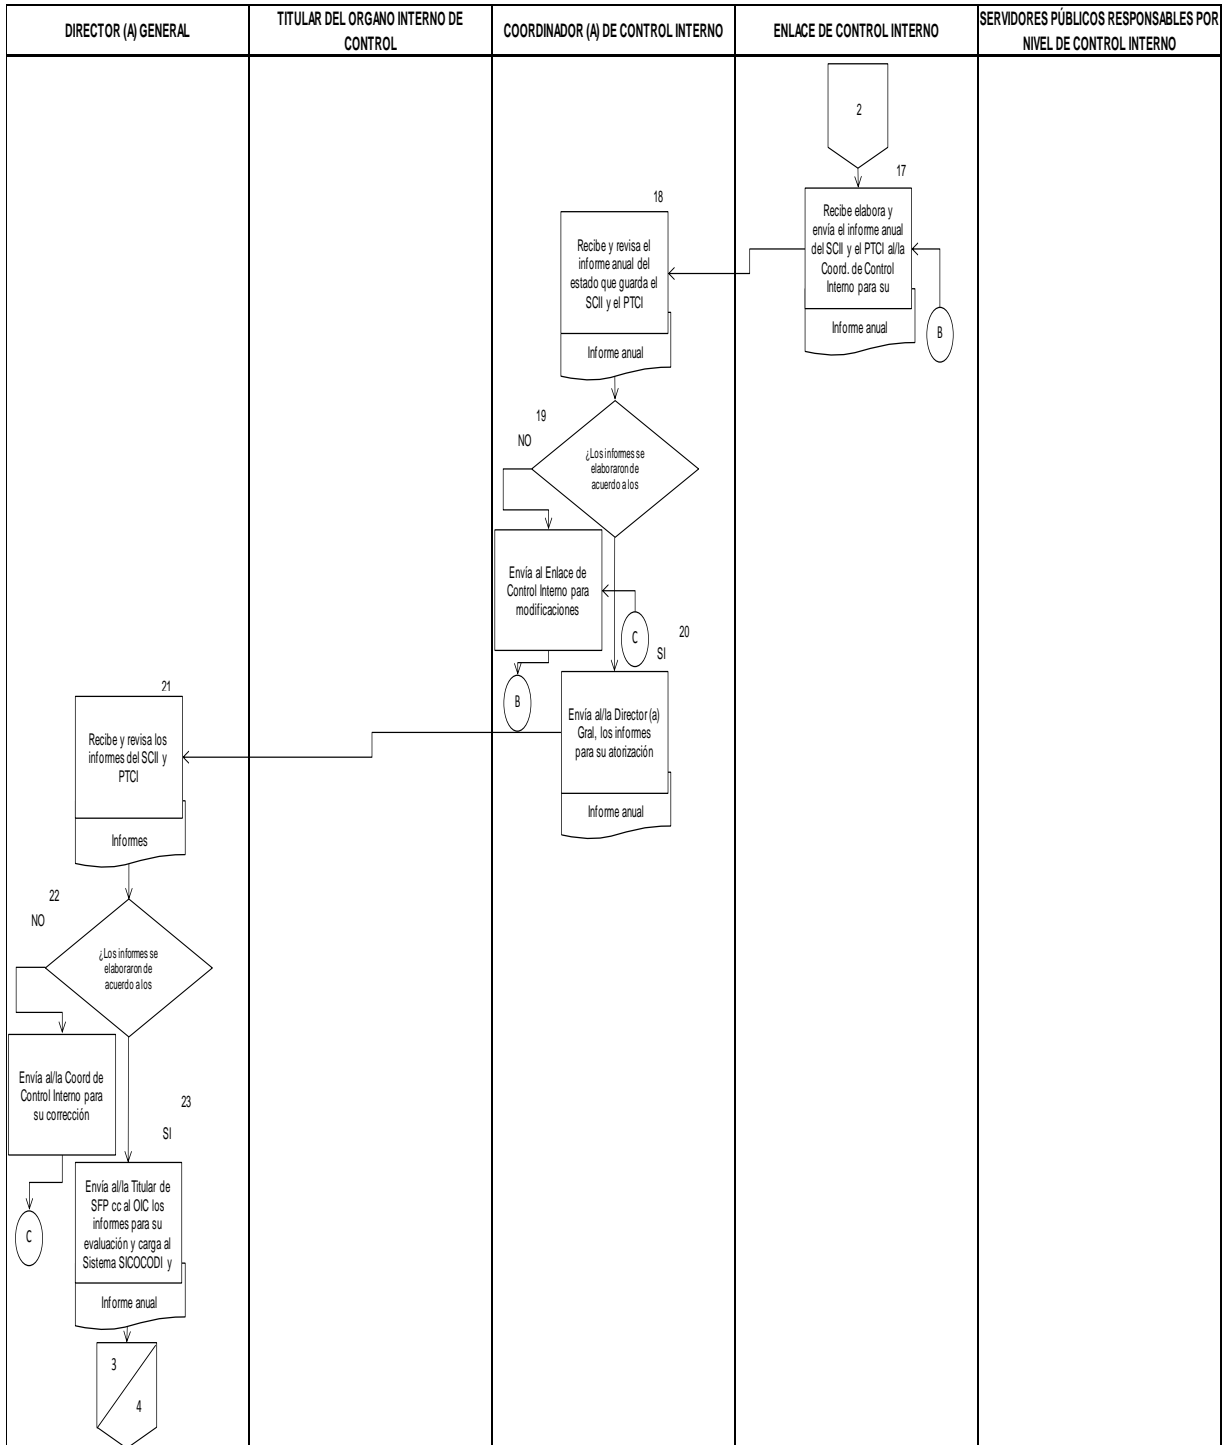 DIRECTOR (A) GENERAL
TITULAR DEL ORGANO INTERNO DE
CONTROL
COORDINADOR (A) DE CONTROL INTERNO
ENLACE DE CONTROL INTERNO
SERVIDORES PÚBLICOS RESPONSABLES POR
NIVEL DE CONTROL INTERNO
2
17
Recibe elabora y
envía el informe anual
del SCII y el PTCI al/la
Coord. de Control
Interno para su
Informe anual
B
18
Recibe y revisa el
informe anual del
estado que guarda el
SCII y el PTCI
Informe anual
19
NO
¿Los informes se
elaboraron de
acuerdo a los
Envía al Enlace de
Control Interno para
modificaciones
C
20
SI
B
Envía al/la Director (a)
Gral, los informes
para su atorización
Informe anual
21
Recibe y revisa los
informes del SCII y
PTCI
Informes
22
NO
¿Los informes se
elaboraron de
acuerdo a los
Envía al/la Coord de
Control Interno para
su corrección
23
SI
C
Envía al/la Titular de
SFP cc al OIC los
informes para su
evaluación y carga al
Sistema SICOCODI y
Informe anual
3
4